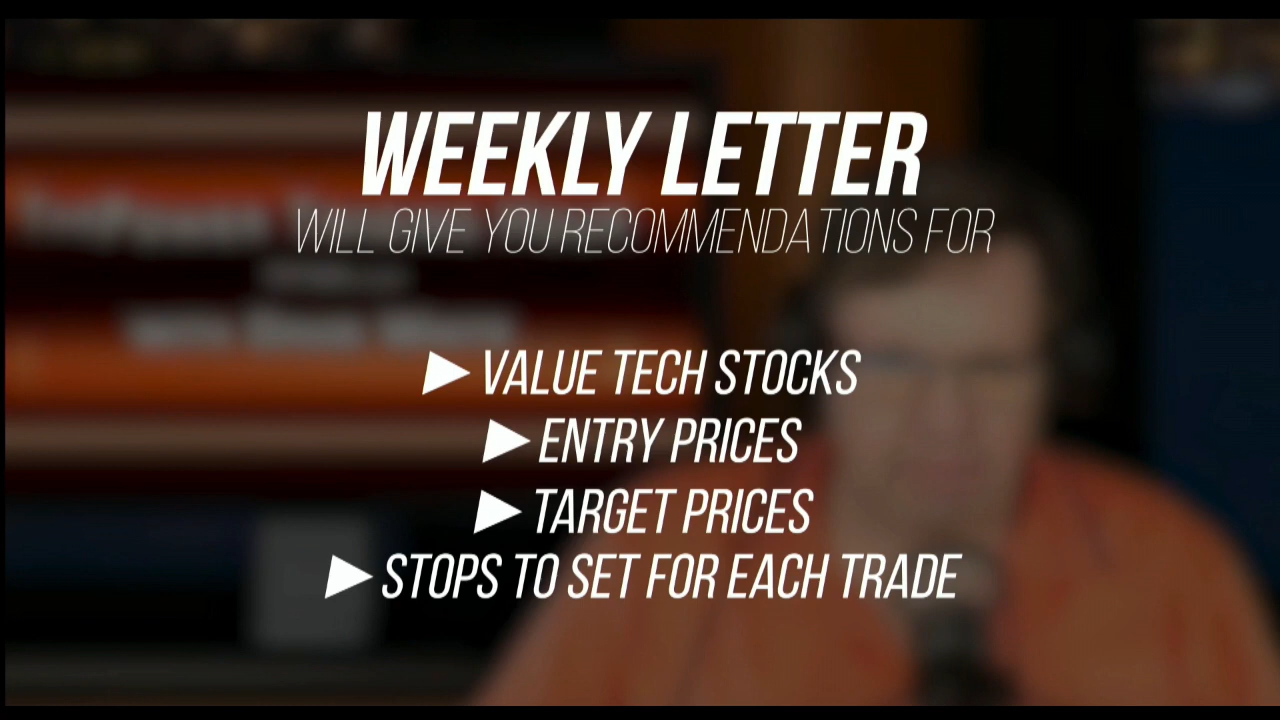 WEEKLY LETTER
WILL GIVE YOU RECOMMENDATIONS FOR
▶ VALUE TECH STOCKS
▶ ENTRY PRICES
▶ TARGET PRICES
▶ STOPS TO SET FOR EACH TRADE